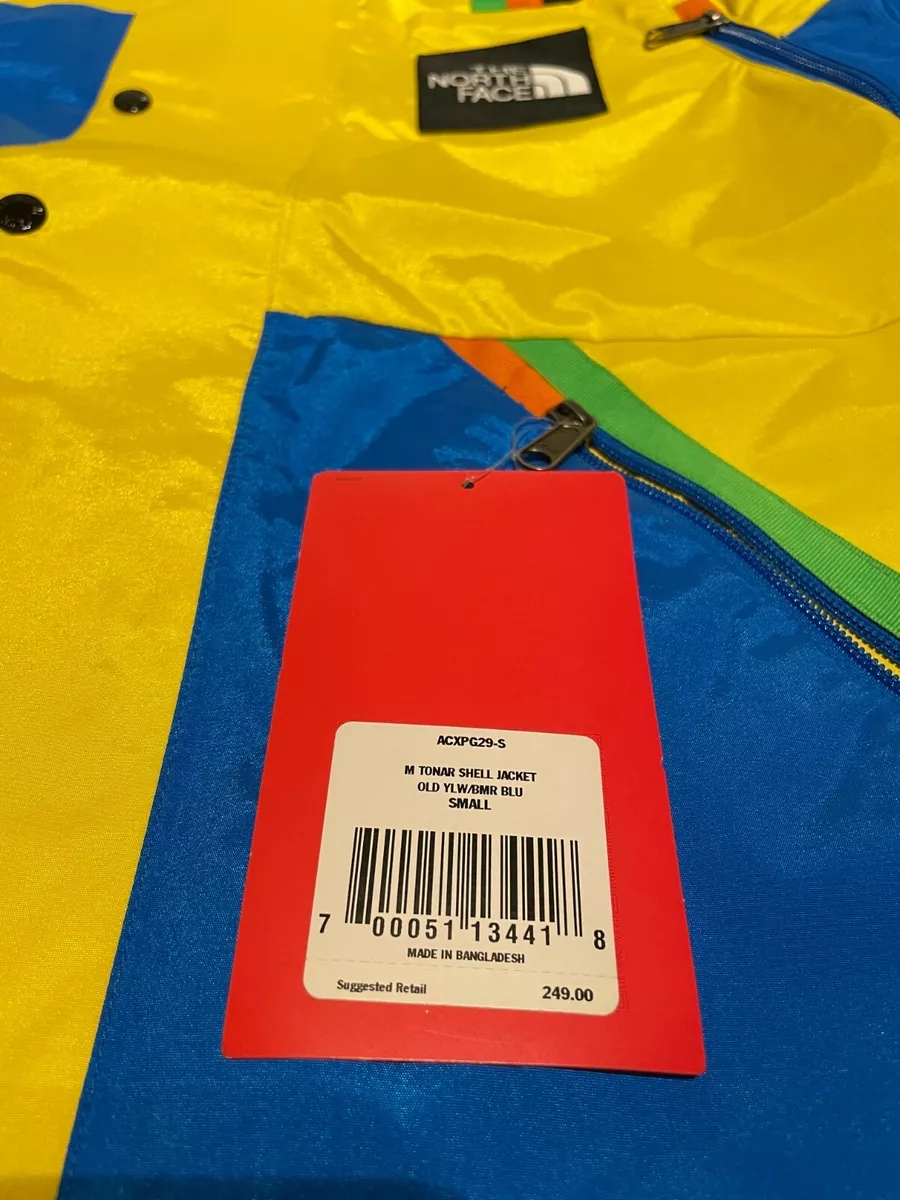 THE
NORTH
FACE
ACXPG29-S
M TONAR SHELL JACKET
OLD YLW/BMR BLU
SMALL
7 00051 13441 8
MADE IN BANGLADESH
Suggested Retail 249.00